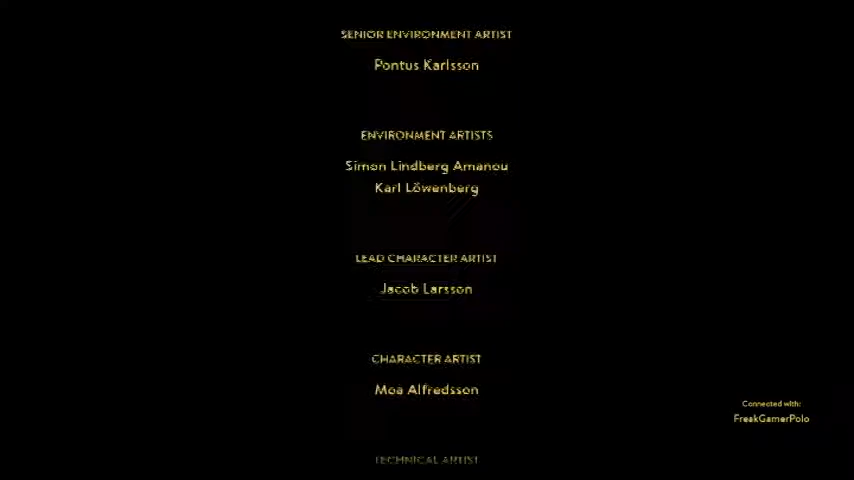 SENIOR ENVIRONMENT ARTIST
Pontus Karlsson
ENVIRONMENT ARTISTS
Simon Lindberg Amanou
Karl Löwenberg
LEAD CHARACTER ARTIST
Jacob Larsson
CHARACTER ARTIST
Moa Alfredsson
Connected with:
FreakGamerPolo
TECHNICAL ARTIST